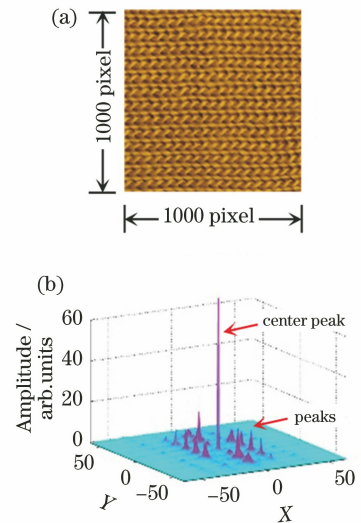 (a)
1000 pixel
1000 pixel
(b)
Amplitude /
arb.units
60
40
20
0
center peak
peaks
50
0
−50
Y
−50
0
50
X